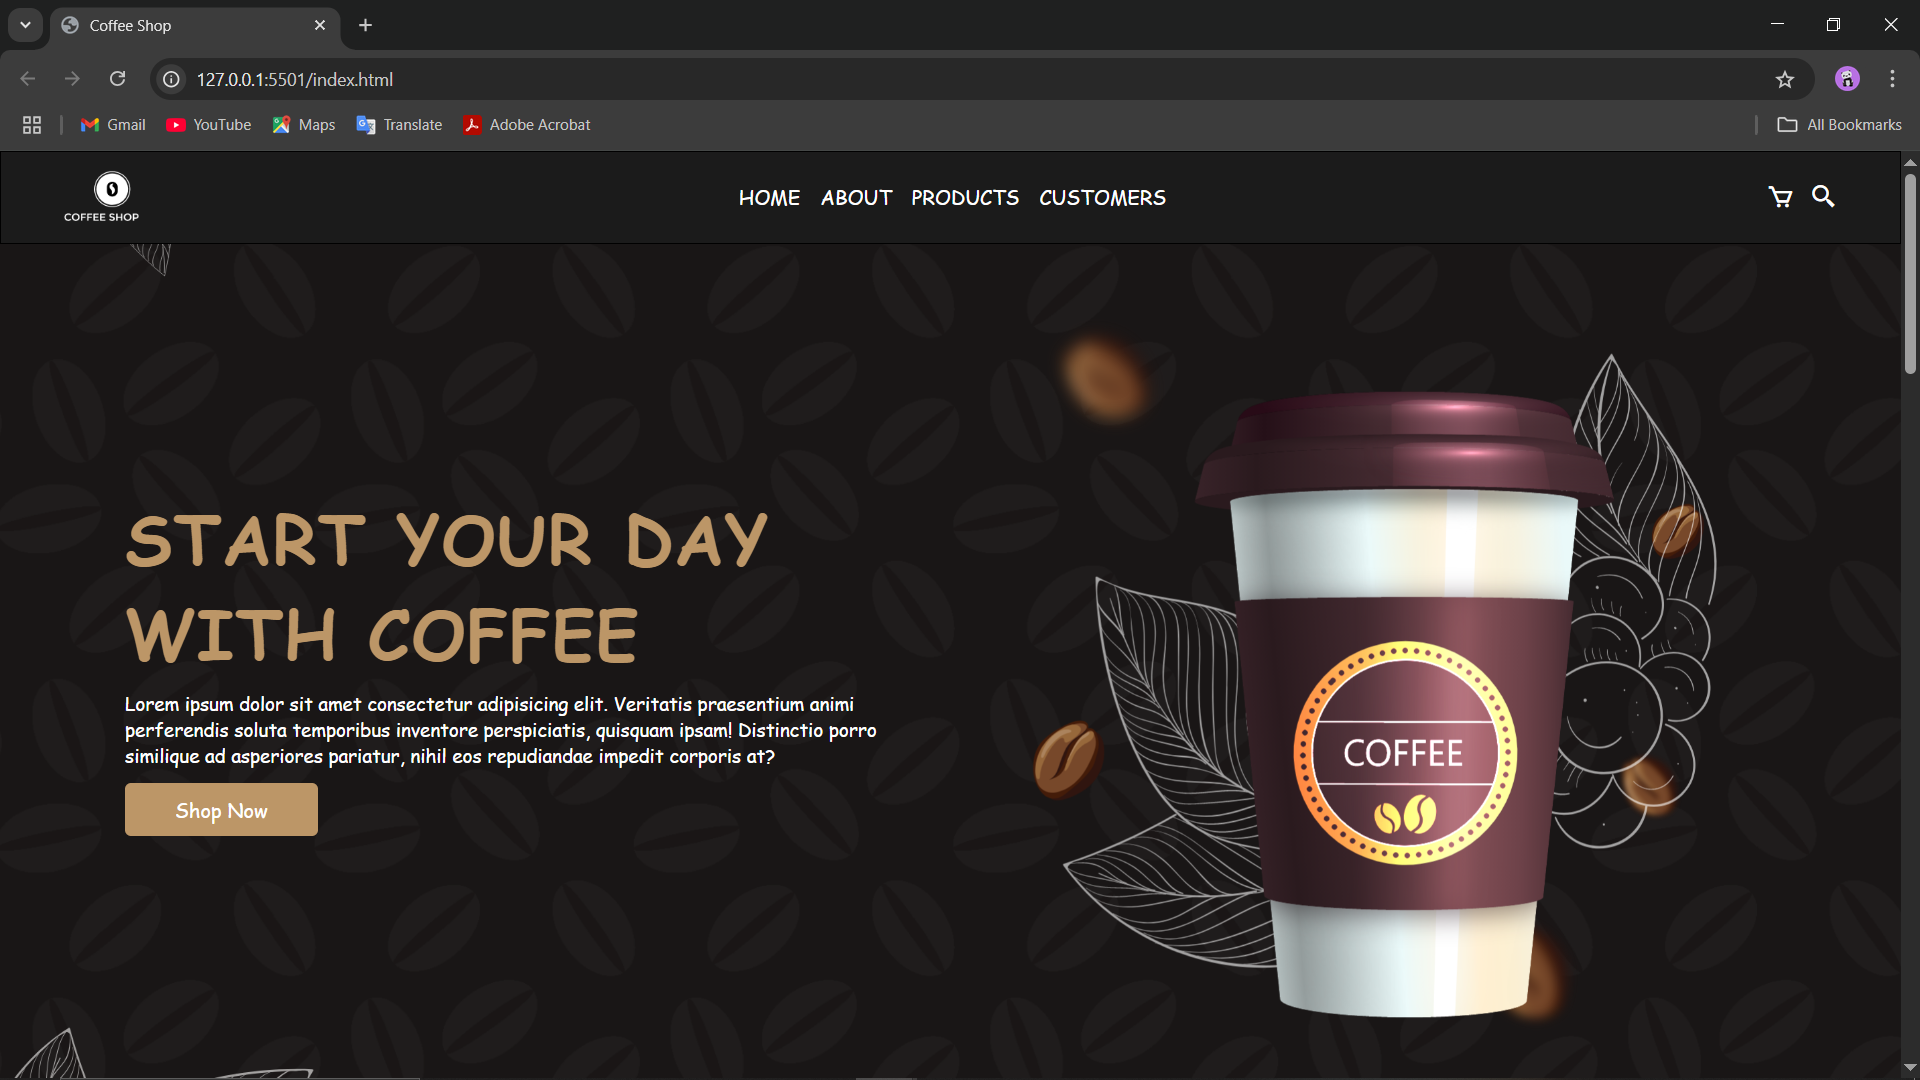 Coffee Shop
127.0.0.1:5501/index.html
Gmail YouTube Maps Translate Adobe Acrobat All Bookmarks
COFFEE SHOP
HOME ABOUT PRODUCTS CUSTOMERS
START YOUR DAY
WITH COFFEE
Lorem ipsum dolor sit amet consectetur adipisicing elit. Veritatis praesentium animi
perferendis soluta temporibus inventore perspiciatis, quisquam ipsam! Distinctio porro
similique ad asperiores pariatur, nihil eos repudiandae impedit corporis at?
Shop Now
COFFEE